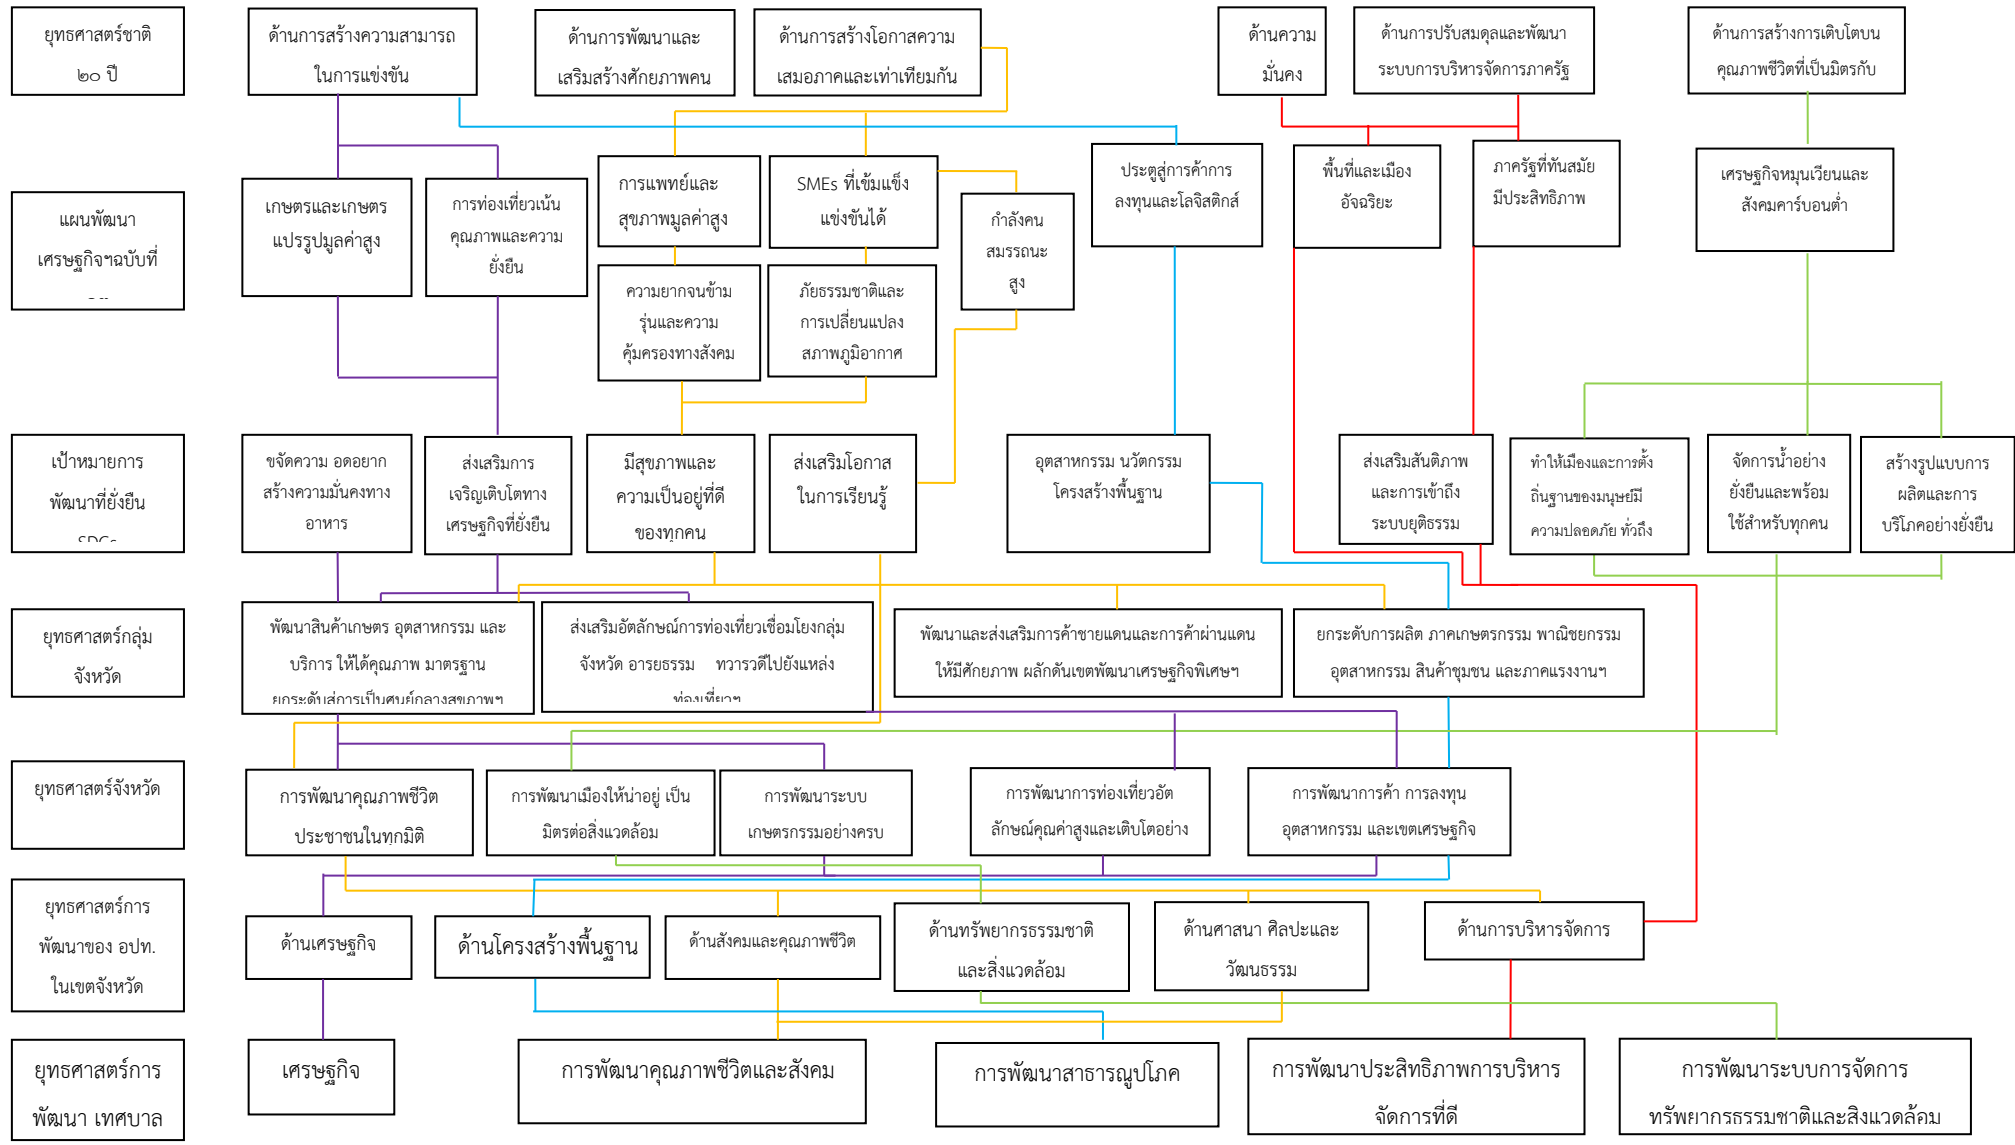 ยุทธศาสตร์ชาติ
๒๐ ปี
ด้านการสร้างความสามารถ
ในการแข่งขัน
ด้านการพัฒนาและ
เสริมสร้างศักยภาพคน
ด้านการสร้างโอกาสความ
เสมอภาคและเท่าเทียมกัน
ด้านความ
มั่นคง
ด้านการปรับสมดุลและพัฒนา
ระบบการบริหารจัดการภาครัฐ
ด้านการสร้างการเติบโตบน
คุณภาพชีวิตที่เป็นมิตรกับ
แผนพัฒนา
เศรษฐกิจฯฉบับที่
เกษตรและเกษตร
แปรรูปมูลค่าสูง
การท่องเที่ยวเน้น
คุณภาพและความ
ยั่งยืน
การแพทย์และ
สุขภาพมูลค่าสูง
SMEs ที่เข้มแข็ง
แข่งขันได้
กำลังคน
สมรรถนะ
สูง
ประตูสู่การค้าการ
ลงทุนและโลจิสติกส์
พื้นที่และเมือง
อัจฉริยะ
ภาครัฐที่ทันสมัย
มีประสิทธิภาพ
เศรษฐกิจหมุนเวียนและ
สังคมคาร์บอนต่ำ
ความยากจนข้าม
รุ่นและความ
คุ้มครองทางสังคม
ภัยธรรมชาติและ
การเปลี่ยนแปลง
สภาพภูมิอากาศ
เป้าหมายการ
พัฒนาที่ยั่งยืน
SDGs
ขจัดความ อดอยาก
สร้างความมั่นคงทาง
อาหาร
ส่งเสริมการ
เจริญเติบโตทาง
เศรษฐกิจที่ยั่งยืน
มีสุขภาพและ
ความเป็นอยู่ที่ดี
ของทุกคน
ส่งเสริมโอกาส
ในการเรียนรู้
อุตสาหกรรม นวัตกรรม
โครงสร้างพื้นฐาน
ส่งเสริมสันติภาพ
และการเข้าถึง
ระบบยุติธรรม
ทำให้เมืองและการตั้ง
ถิ่นฐานของมนุษย์มี
ความปลอดภัย ทั่วถึง
จัดการน้ำอย่าง
ยั่งยืนและพร้อม
ใช้สำหรับทุกคน
สร้างรูปแบบการ
ผลิตและการ
บริโภคอย่างยั่งยืน
ยุทธศาสตร์กลุ่ม
จังหวัด
พัฒนาสินค้าเกษตร อุตสาหกรรม และ
บริการ ให้ได้คุณภาพ มาตรฐาน
ยกระดับสู่การเป็นศูนย์กลางสุขภาพฯ
ส่งเสริมอัตลักษณ์การท่องเที่ยวเชื่อมโยงกลุ่ม
จังหวัด อารยธรรม ทวารวดีไปยังแหล่ง
ท่องเที่ยวฯ
พัฒนาและส่งเสริมการค้าชายแดนและการค้าผ่านแดน
ให้มีศักยภาพ ผลักดันเขตพัฒนาเศรษฐกิจพิเศษฯ
ยกระดับการผลิต ภาคเกษตรกรรม พาณิชยกรรม
อุตสาหกรรม สินค้าชุมชน และภาคแรงงานฯ
ยุทธศาสตร์จังหวัด
การพัฒนาคุณภาพชีวิต
ประชาชนในทุกมิติ
การพัฒนาเมืองให้น่าอยู่ เป็น
มิตรต่อสิ่งแวดล้อม
การพัฒนาระบบ
เกษตรกรรมอย่างครบ
การพัฒนาการท่องเที่ยวอัต
ลักษณ์คุณค่าสูงและเติบโตอย่าง
การพัฒนาการค้า การลงทุน
อุตสาหกรรม และเขตเศรษฐกิจ
ยุทธศาสตร์การ
พัฒนาของ อปท.
ในเขตจังหวัด
ด้านเศรษฐกิจ
ด้านโครงสร้างพื้นฐาน
ด้านสังคมและคุณภาพชีวิต
ด้านทรัพยากรธรรมชาติ
และสิ่งแวดล้อม
ด้านศาสนา ศิลปะและ
วัฒนธรรม
ด้านการบริหารจัดการ
ยุทธศาสตร์การ
พัฒนา เทศบาล
เศรษฐกิจ
การพัฒนาคุณภาพชีวิตและสังคม
การพัฒนาสาธารณูปโภค
การพัฒนาประสิทธิภาพการบริหาร
จัดการที่ดี
การพัฒนาระบบการจัดการ
ทรัพยากรธรรมชาติและสิ่งแวดล้อม